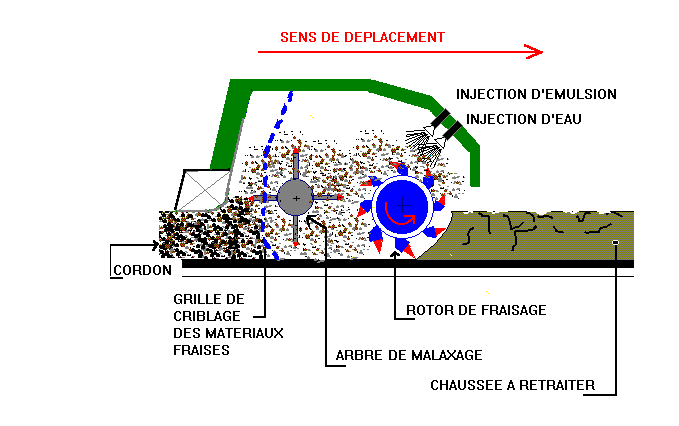 SENS DE DEPLACEMENT
INJECTION D'EMULSION
INJECTION D'EAU
CORDON
GRILLE DE
CRIBLAGE
DES MATERIAUX
FRAISES
ROTOR DE FRAISAGE
ARBRE DE MALAXAGE
CHAUSSEE A RETRAITER